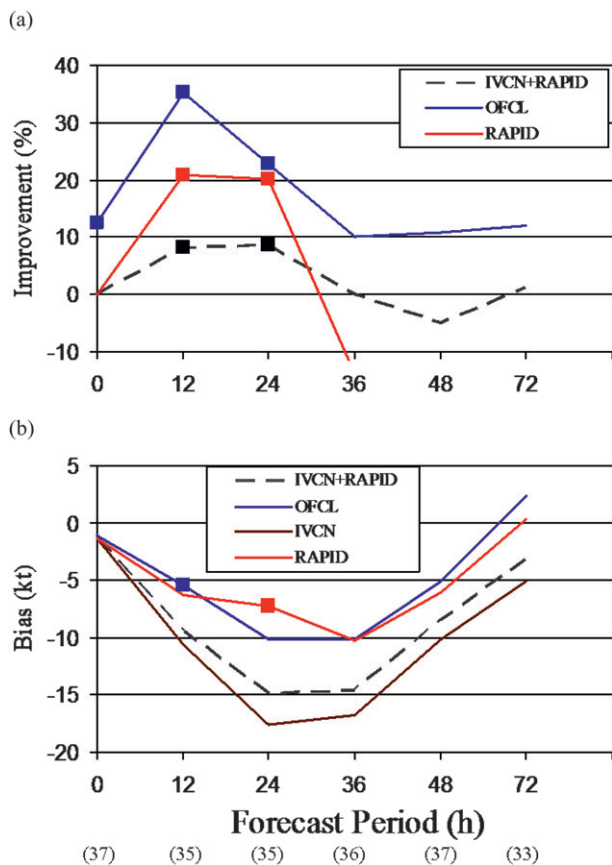 (a)
40
30
20
10
0
-10
Improvement (%)
IVCN+RAPID
OFCL
RAPID
0 12 24 36 48 72
(b)
5
0
-5
-10
-15
-20
Bias (kt)
IVCN+RAPID
OFCL
IVCN
RAPID
0 12 24 36 48 72
Forecast Period (h)
(37) (35) (35) (36) (37) (33)